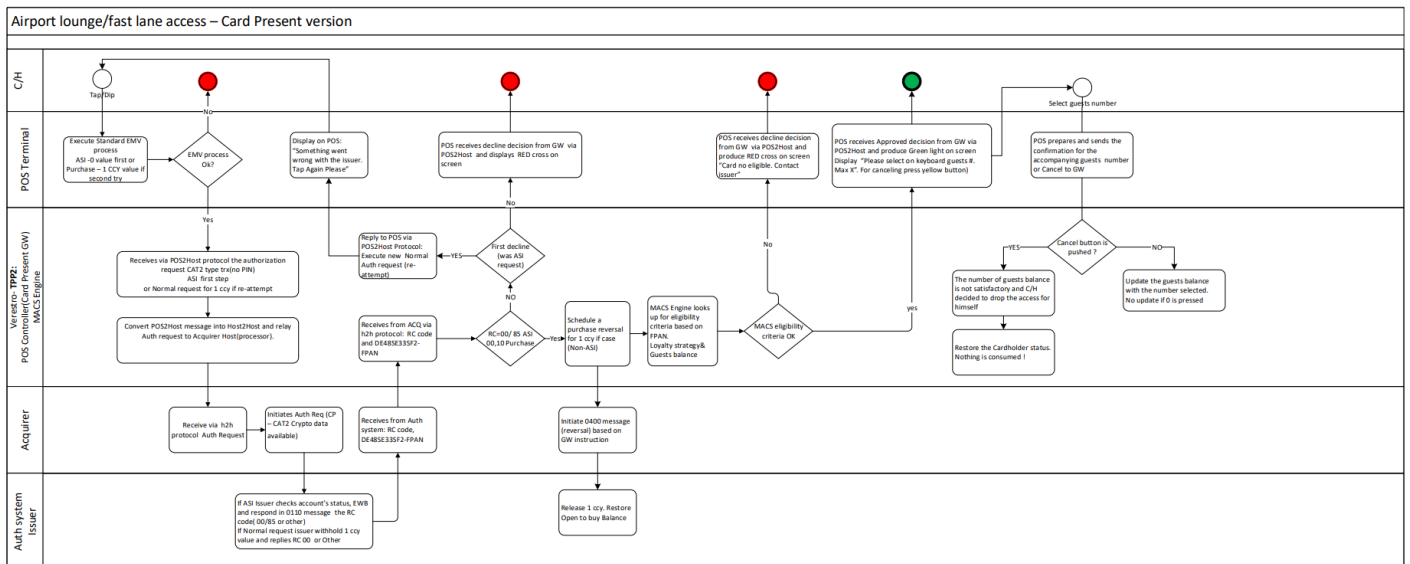 Airport lounge/fast lane access – Card Present version
C/H
Tap/Dip
Select guests number
POS Terminal
Execute Standard EMV
process
ASI -0 value first or
Purchase – 1 CCY value if
second try
EMV process
Ok?
No
Display on POS:
"Something went
wrong with the issuer.
Tap Again Please"
POS receives decline decision from GW via
POS2Host and displays RED cross on
screen
POS receives decline decision
from GW via POS2Host and
produce RED cross on screen
"Card no eligible. Contact
issuer"
POS receives Approved decision from GW via
POS2Host and produce Green light on screen
Display "Please select on keyboard guests #.
Max X". For canceling press yellow button)
POS prepares and sends the
confirmation for the
accompanying guests number
or Cancel to GW
Verestro- TPP2:
POS Controller(Card Present GW)
MACS Engine
Yes
Receives via POS2Host protocol the authorization
request CAT2 type trx(no PIN)
ASI first step
or Normal request for 1 ccy if re-attempt
Convert POS2Host message into Host2Host and relay
Auth request to Acquirer Host(processor).
Reply to POS via
POS2Host Protocol:
Execute new Normal
Auth request (re-
attempt)
YES
First decline
(was ASI
request)
No
NO
Receives from ACQ via
h2h protocol: RC code
and DE48SE33SF2-
FPAN
RC=00/ 85 ASI
00,10 Purchase
Yes
Schedule a
purchase reversal
for 1 ccy if case
(Non-ASI)
MACS Engine looks
up for eligibility
criteria based on
FPAN.
Loyalty strategy&
Guests balance
No
MACS eligibility
criteria OK
yes
Cancel button is
pushed ?
YES
NO
The number of guests balance
is not satisfactory and C/H
decided to drop the access for
himself
Update the guests balance
with the number selected.
No update if 0 is pressed
Restore the Cardholder status.
Nothing is consumed !
Acquirer
Receive via h2h
protocol Auth Request
Initiates Auth Req (CP
– CAT2 Crypto data
available)
Receives from Auth
system: RC code,
DE48SE33SF2-FPAN
Initiate 0400 message
(reversal) based on
GW instruction
Auth system
Issuer
If ASI Issuer checks account's status, EWB
and respond in 0110 message the RC
code( 00/85 or other)
If Normal request issuer withhold 1 ccy
value and replies RC 00 or Other
Release 1 ccy. Restore
Open to buy Balance